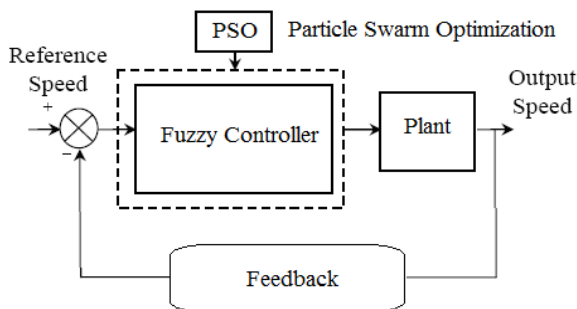 PSO
Particle Swarm Optimization
Reference
Speed
+
−
Fuzzy Controller
Plant
Output
Speed
Feedback